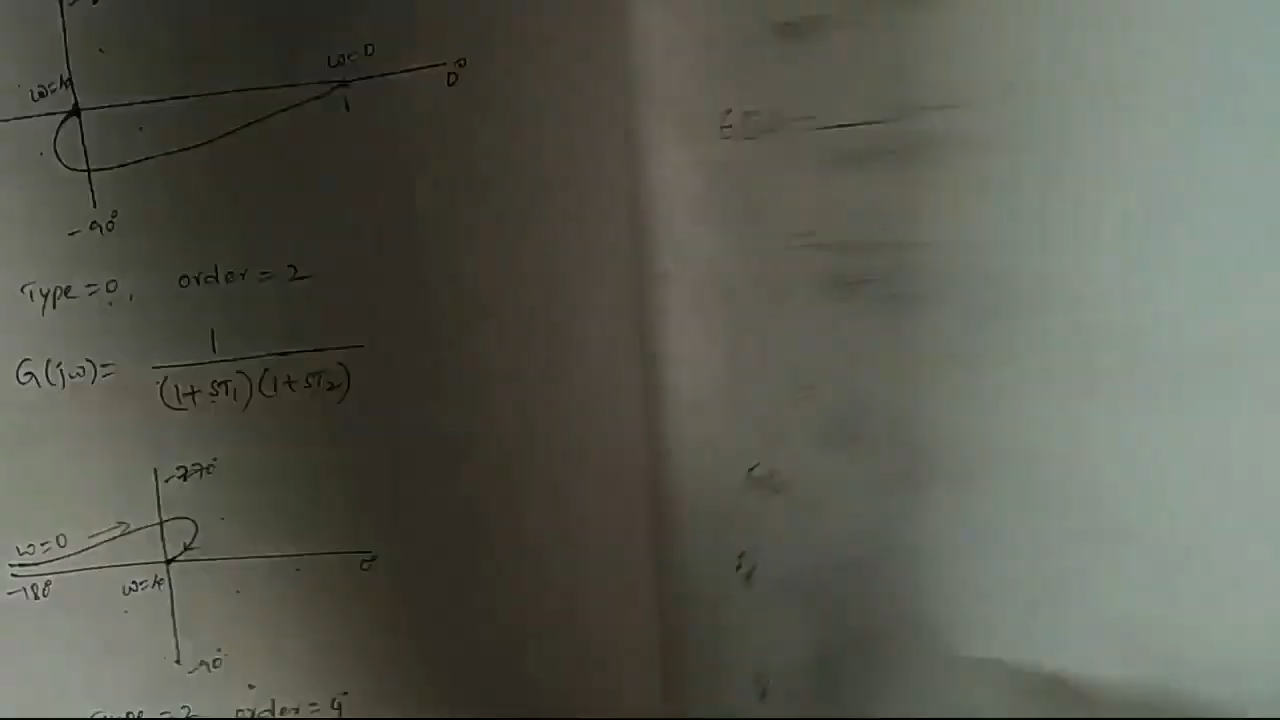 ω=0
0°
1
-90°
Type=0, order=2
G(jω)= 1
(1+ST₁)(1+ST₂)
-270°
ω=0
0°
-180°
-90°
order=4